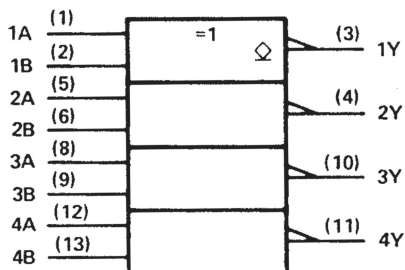 1A (1) =1 (3) 1Y
1B (2)
2A (5) (4) 2Y
2B (6)
3A (8) (10) 3Y
3B (9)
4A (12) (11) 4Y
4B (13)